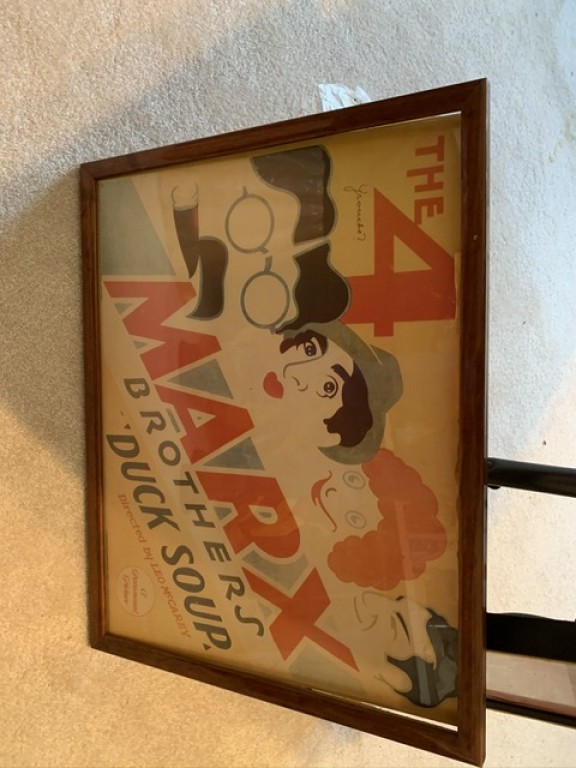 THE
4
MARX
BROTHERS
"DUCK SOUP"
Directed by LEO McCAREY